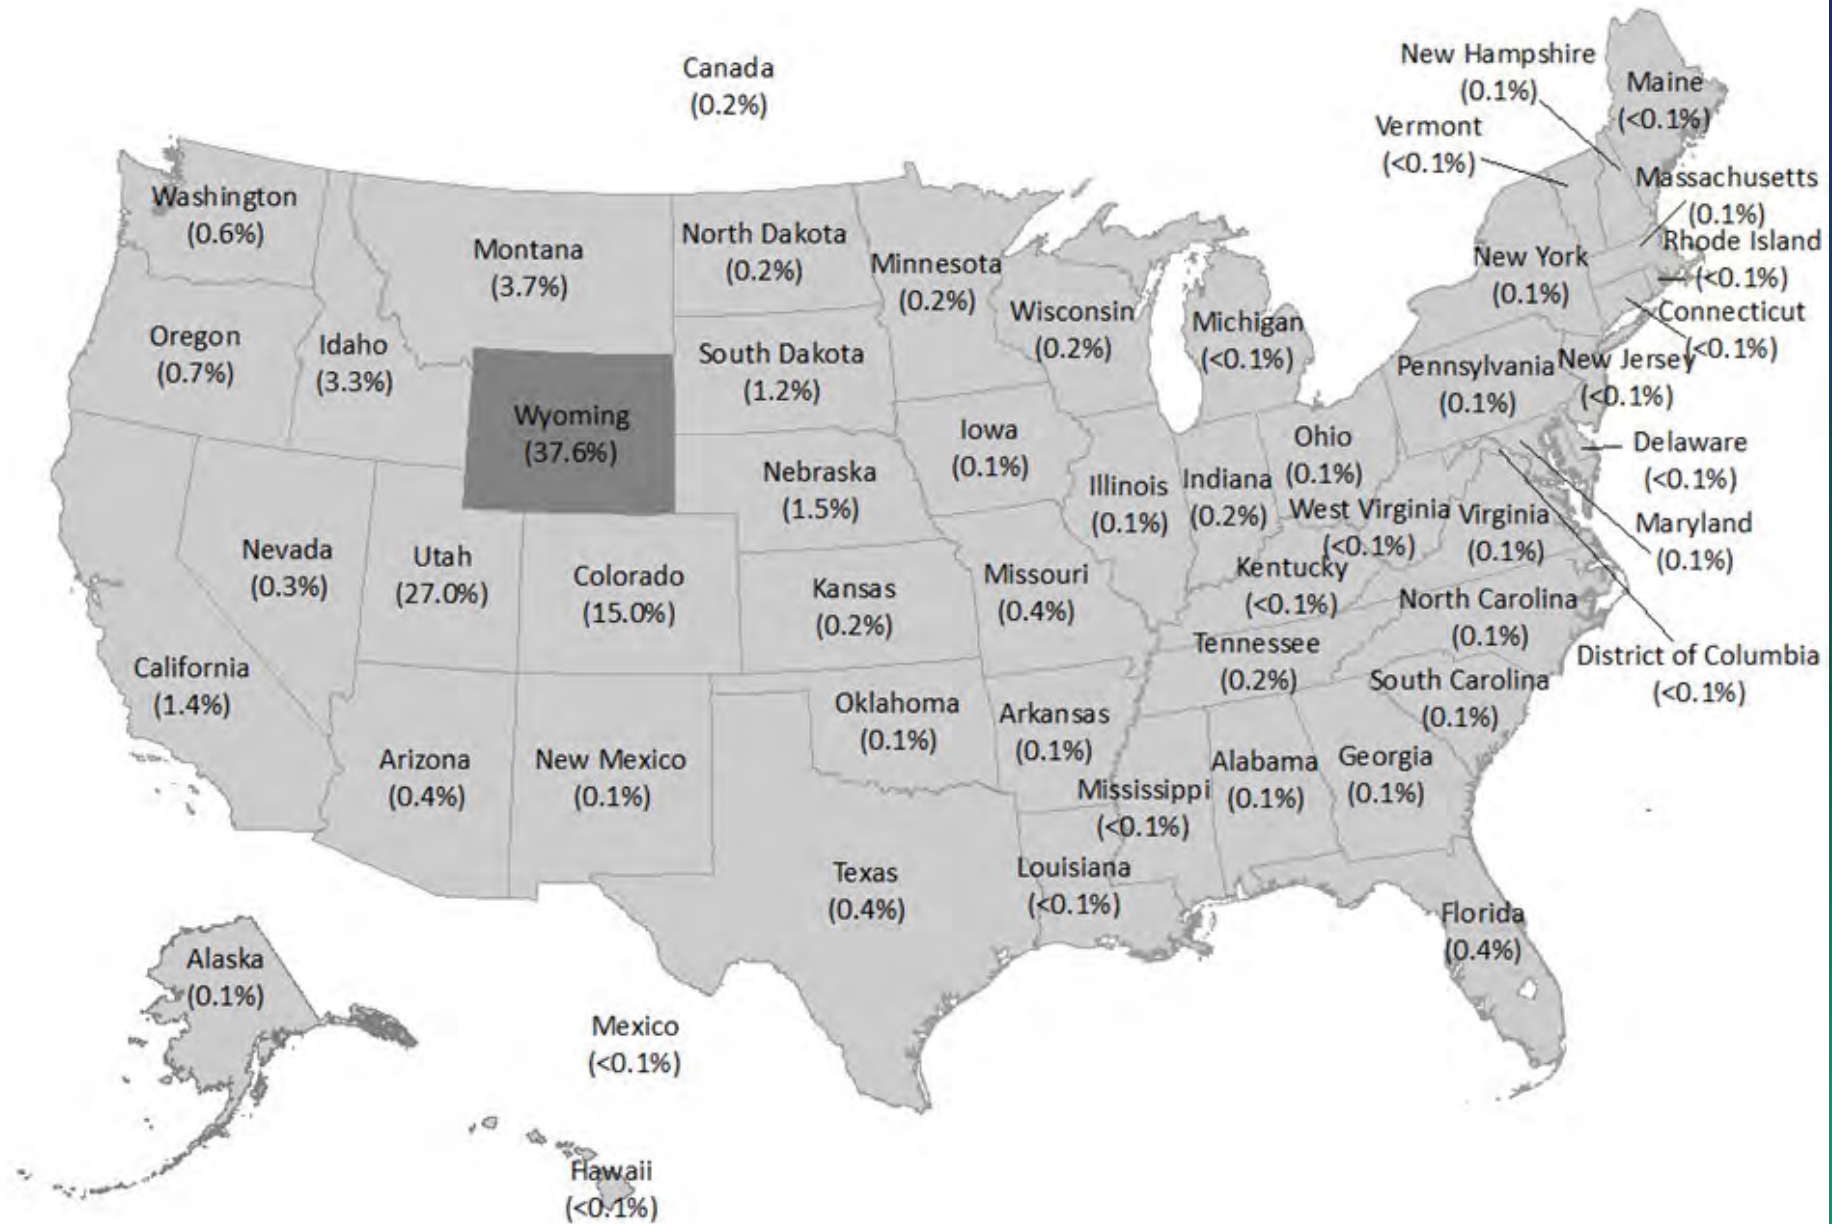 Canada
(0.2%)
New Hampshire
(0.1%)
Maine
(<0.1%)
Vermont
(<0.1%)
Massachusetts
(0.1%)
Rhode Island
(<0.1%)
Connecticut
(<0.1%)
Washington
(0.6%)
Montana
(3.7%)
North Dakota
(0.2%)
Minnesota
(0.2%)
Wisconsin
(0.2%)
Michigan
(<0.1%)
New York
(0.1%)
Oregon
(0.7%)
Idaho
(3.3%)
South Dakota
(1.2%)
Pennsylvania
(0.1%)
New Jersey
(<0.1%)
Wyoming
(37.6%)
Iowa
(0.1%)
Ohio
(0.1%)
Delaware
(<0.1%)
Nebraska
(1.5%)
Illinois
(0.1%)
Indiana
(0.2%)
West Virginia
(<0.1%)
Virginia
(0.1%)
Maryland
(0.1%)
Nevada
(0.3%)
Utah
(27.0%)
Colorado
(15.0%)
Kansas
(0.2%)
Missouri
(0.4%)
Kentucky
(<0.1%)
North Carolina
(0.1%)
District of Columbia
(<0.1%)
California
(1.4%)
Tennessee
(0.2%)
South Carolina
(0.1%)
Oklahoma
(0.1%)
Arkansas
(0.1%)
Arizona
(0.4%)
New Mexico
(0.1%)
Mississippi
(<0.1%)
Alabama
(0.1%)
Georgia
(0.1%)
Texas
(0.4%)
Louisiana
(<0.1%)
Florida
(0.4%)
Alaska
(0.1%)
Mexico
(<0.1%)
Hawaii
(<0.1%)